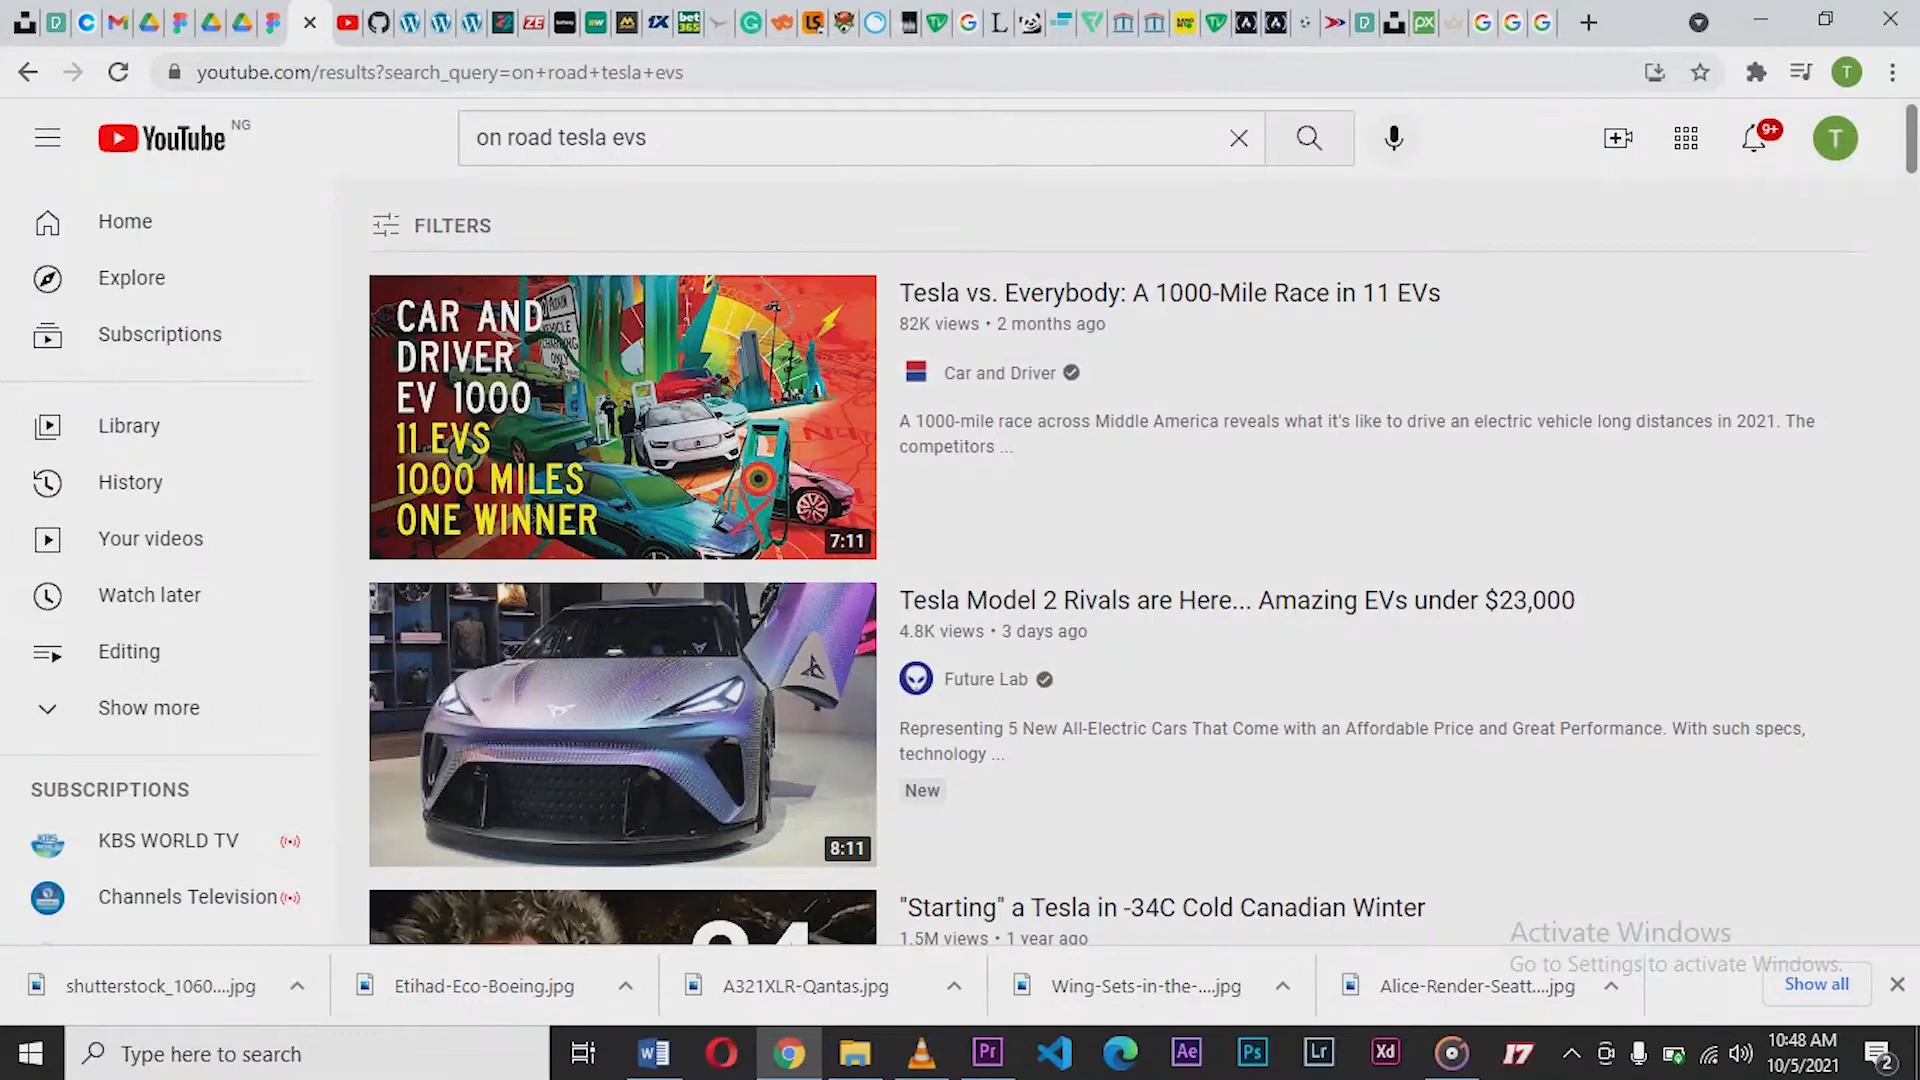 youtube.com/results?search_query=on+road+tesla+evs
YouTube NG
on road tesla evs
9+
T
Home
Explore
Subscriptions
Library
History
Your videos
Watch later
Editing
Show more
SUBSCRIPTIONS
KBS WORLD TV
Channels Television
FILTERS
CAR AND
DRIVER
EV 1000
11 EVS
1000 MILES
ONE WINNER
7:11
Tesla vs. Everybody: A 1000-Mile Race in 11 EVs
82K views • 2 months ago
Car and Driver
A 1000-mile race across Middle America reveals what it's like to drive an electric vehicle long distances in 2021. The
competitors ...
8:11
Tesla Model 2 Rivals are Here... Amazing EVs under $23,000
4.8K views • 3 days ago
Future Lab
Representing 5 New All-Electric Cars That Come with an Affordable Price and Great Performance. With such specs,
technology ...
New
"Starting" a Tesla in -34C Cold Canadian Winter
1.5M views • 1 year ago
Activate Windows
Go to Settings to activate Windows.
shutterstock_1060....jpg
Etihad-Eco-Boeing.jpg
A321XLR-Qantas.jpg
Wing-Sets-in-the-....jpg
Alice-Render-Seatt....jpg
Show all
Type here to search
Pr
Ae
Ps
Lr
Xd
17
10:48 AM
10/5/2021
2